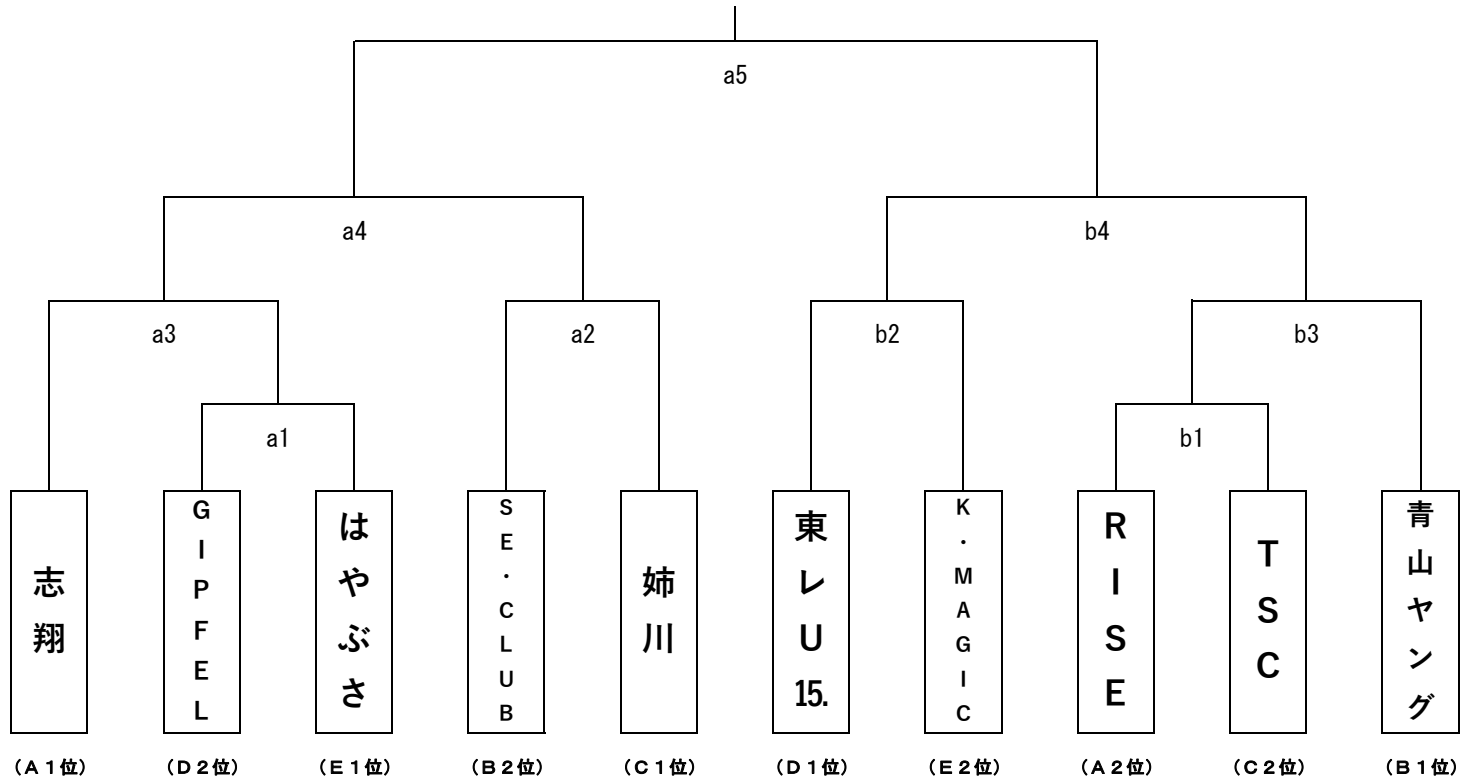 a5
a4
b4
a3
a2
b2
b3
a1
b1
志翔
GIPFEL
はやぶさ
SE・CLUB
姉川
東レU15.
K・MAGIC
RISE
TSC
青山ヤング
（A1位）
（D2位）
（E1位）
（B2位）
（C1位）
（D1位）
（E2位）
（A2位）
（C2位）
（B1位）